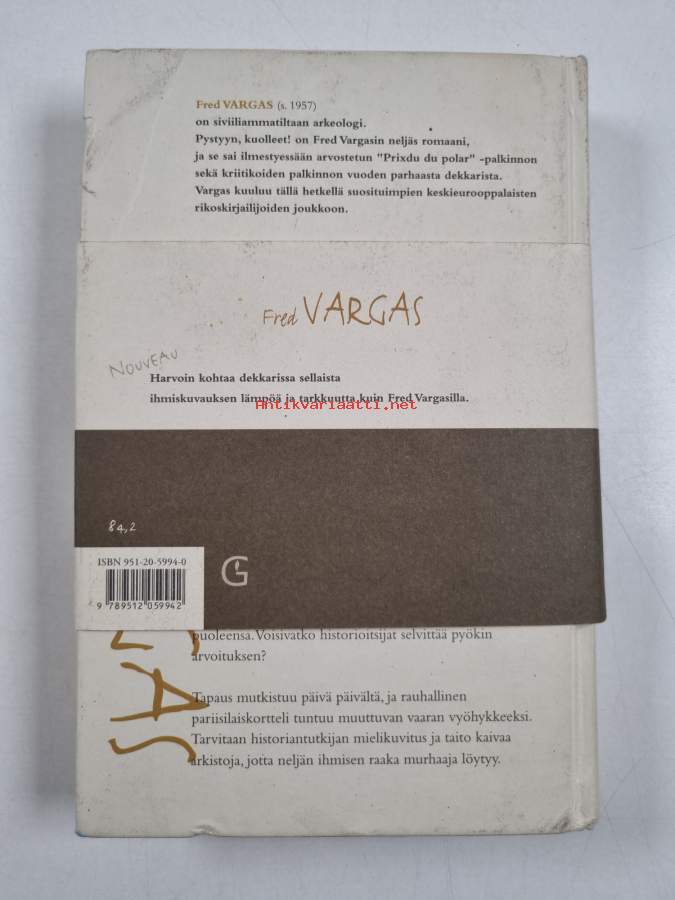 Fred VARGAS (s. 1957)
on siviiliammatiltaan arkeologi.
Pystyyn, kuolleet! on Fred Vargasin neljäs romaani,
ja se sai ilmestyessään arvostetun "Prixdu du polar" -palkinnon
sekä kriitikoiden palkinnon vuoden parhaasta dekkarista.
Vargas kuuluu tällä hetkellä suosituimpien keskieurooppalaisten
rikoskirjailijoiden joukkoon.
Fred VARGAS
NOUVEAU
Harvoin kohtaa dekkarissa sellaista
ihmiskuvauksen lämpöä ja tarkkuutta kuin Fred Vargasilla.
Antikvariaatti.net
84,2
ISBN 951-20-5994-0
9 789512 059942
G
puoleensa. Voisivatko historioitsijat selvittää pyökin
arvoituksen?
Tapaus mutkistuu päivä päivältä, ja rauhallinen
pariisilaiskortteli tuntuu muuttuvan vaaran vyöhykkeeksi.
Tarvitaan historiantutkijan mielikuvitus ja taito kaivaa
arkistoja, jotta neljän ihmisen raaka murhaaja löytyy.
GAS